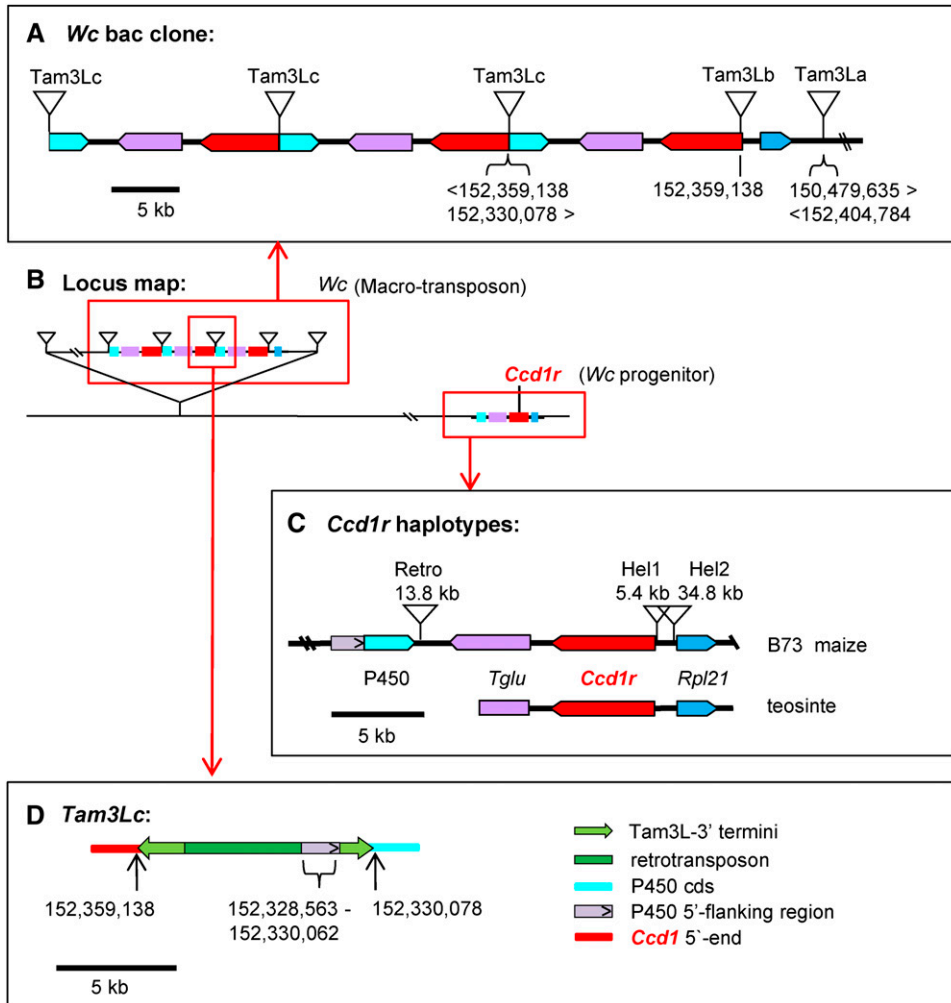 A Wc bac clone:
Tam3Lc Tam3Lc Tam3Lc Tam3Lb Tam3La
<152,359,138 152,359,138 150,479,635 >
152,330,078 > <152,404,784
5 kb
B Locus map: Wc (Macro-transposon)
Ccd1r (Wc progenitor)
C Ccd1r haplotypes:
Retro Hel1 Hel2
13.8 kb 5.4 kb 34.8 kb
B73 maize
P450 Tglu Ccd1r Rpl21
teosinte
5 kb
D Tam3Lc:
152,359,138 152,328,563 - 152,330,078
152,330,062
5 kb
Tam3L-3' termini
retrotransposon
P450 cds
P450 5'-flanking region
Ccd1 5`-end